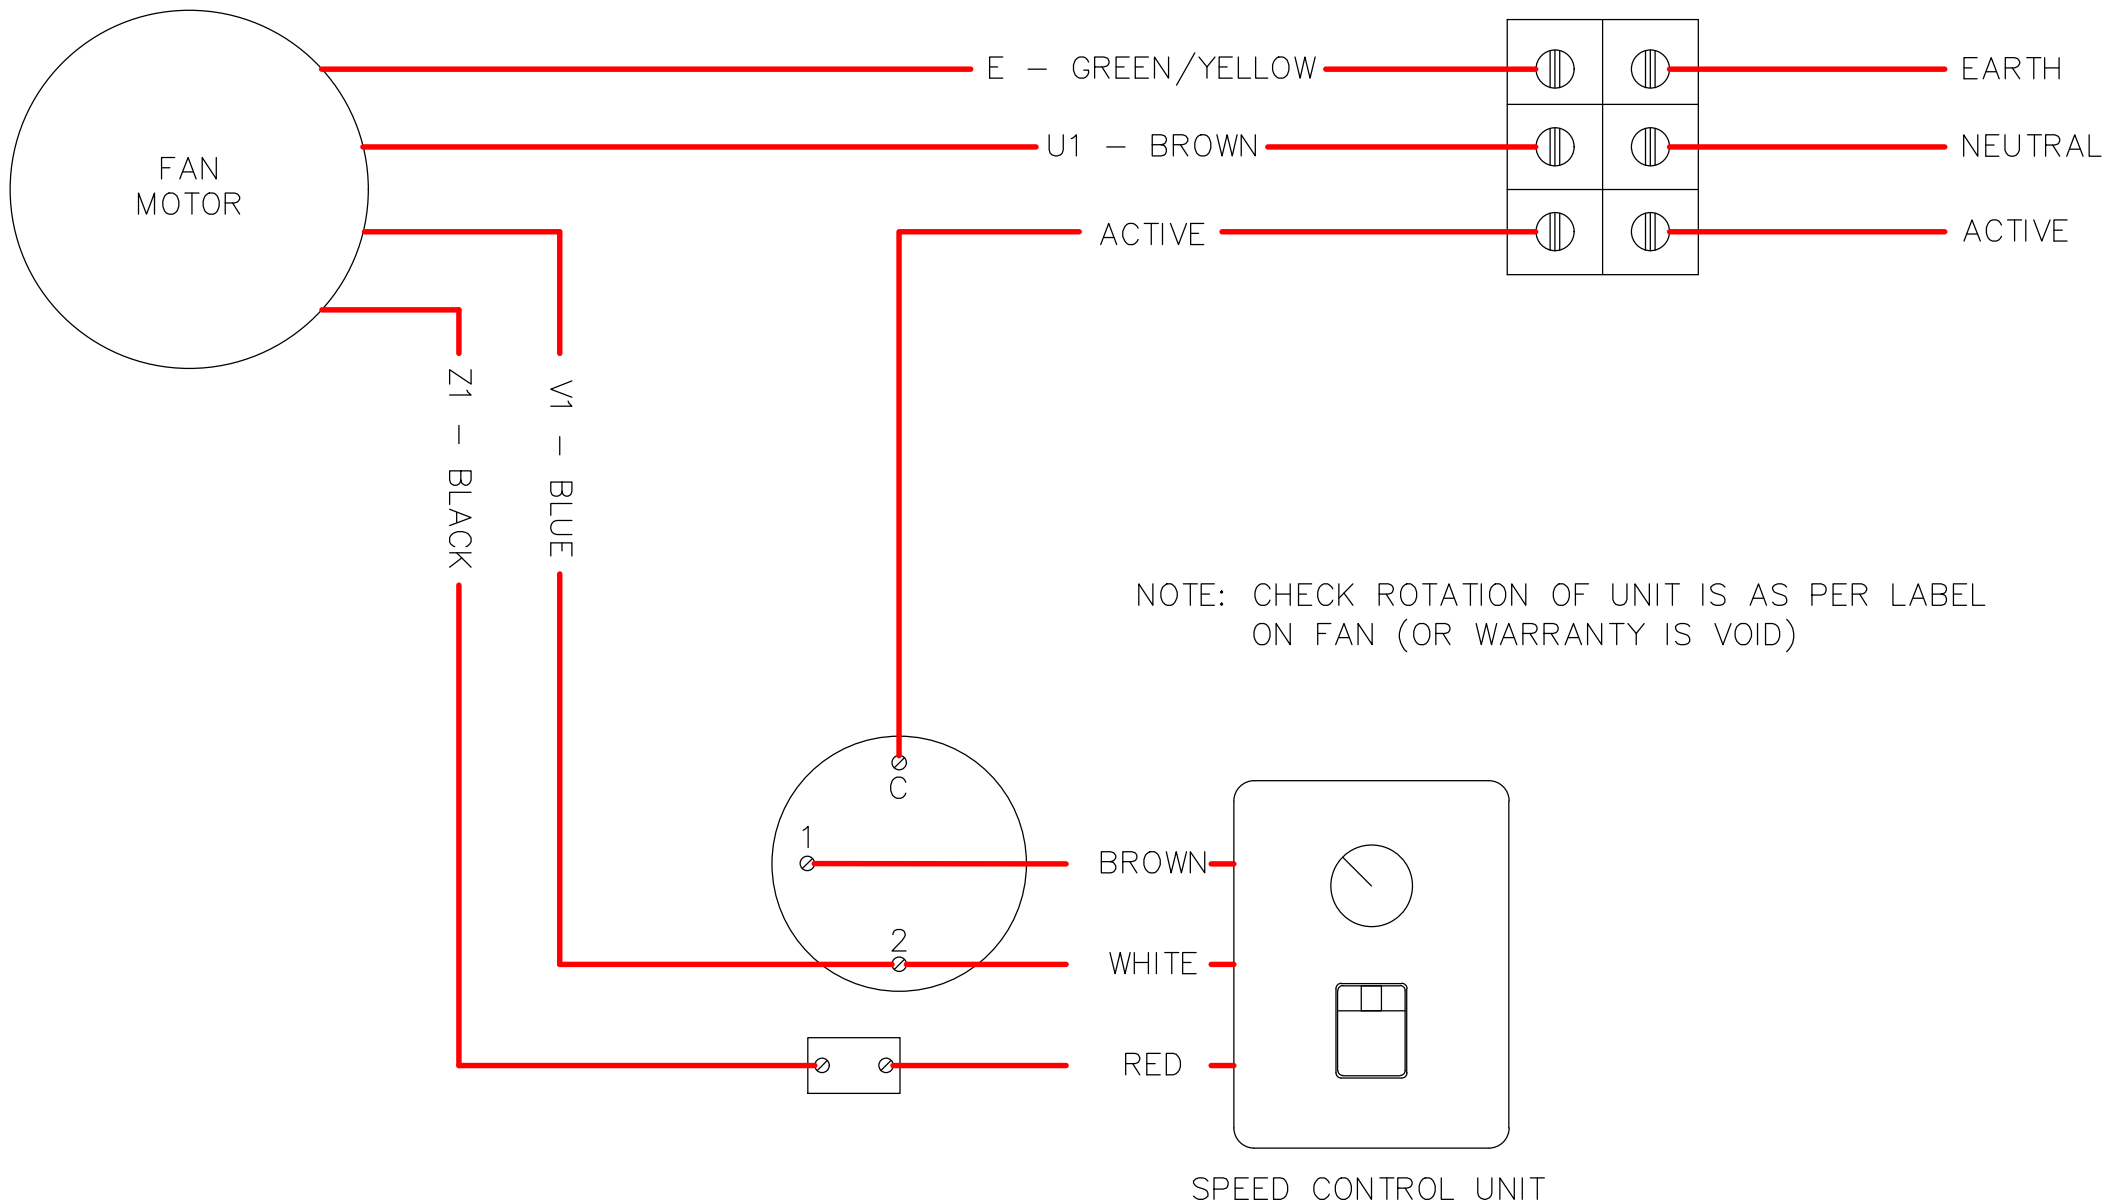 E - GREEN/YELLOW
EARTH
U1 - BROWN
NEUTRAL
FAN
MOTOR
ACTIVE
ACTIVE
Z1 - BLACK
V1 - BLUE
NOTE: CHECK ROTATION OF UNIT IS AS PER LABEL
ON FAN (OR WARRANTY IS VOID)
C
1
BROWN
2
WHITE
RED
SPEED CONTROL UNIT